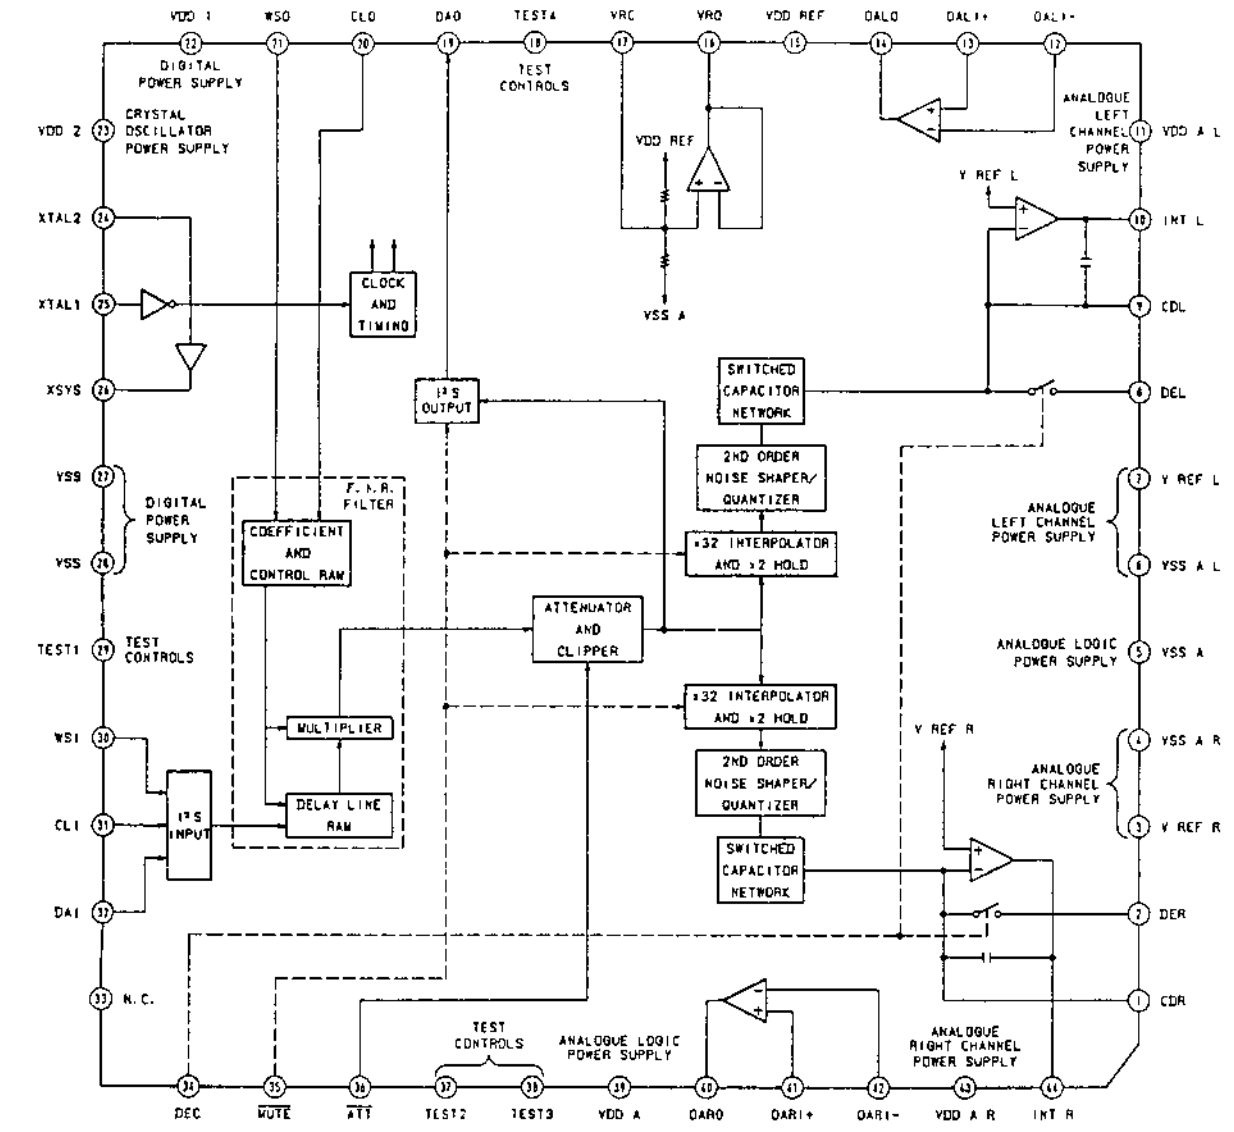 VDD 1 WSO CLO DAO TEST4 VRC VRO VDD REF OALO OALI+ OALI-
22 21 20 19 18 17 16 15 14 13 12
DIGITAL
POWER SUPPLY
TEST
CONTROLS
VDD 2 23
CRYSTAL
OSCILLATOR
POWER SUPPLY
ANALOGUE
LEFT
CHANNEL
POWER
SUPPLY
11 VDD A L
+
-
VDD REF
+ -
VSS A
V REF L
+
-
XTAL2 24
10 INT L
XTAL1 25
CLOCK
AND
TIMING
9 CDL
XSYS 26
I²S
OUTPUT
SWITCHED
CAPACITOR
NETWORK
DEL
2ND ORDER
NOISE SHAPER/
QUANTIZER
VSS 27
DIGITAL
POWER
SUPPLY
VSS 28
F.I.R.
FILTER
COEFFICIENT
AND
CONTROL RAM
×32 INTERPOLATOR
AND ×2 HOLD
7 V REF L
ANALOGUE
LEFT CHANNEL
POWER SUPPLY
6 VSS A L
ATTENUATOR
AND
CLIPPER
TEST1 29
TEST
CONTROLS
ANALOGUE LOGIC
POWER SUPPLY
5 VSS A
×32 INTERPOLATOR
AND ×2 HOLD
MULTIPLIER
WSI 30
V REF R
4 VSS A R
2ND ORDER
NOISE SHAPER/
QUANTIZER
ANALOGUE
RIGHT CHANNEL
POWER SUPPLY
I²S
INPUT
DELAY LINE
RAM
CLI 31
3 V REF R
SWITCHED
CAPACITOR
NETWORK
+
-
DAI 32
2 DER
33 N.C.
-
+
1 CDR
TEST
CONTROLS
ANALOGUE LOGIC
POWER SUPPLY
ANALOGUE
RIGHT CHANNEL
POWER SUPPLY
34 35 36 37 38 39 40 41 42 43 44
DEC MUTE ATT TEST2 TEST3 VDD A OARO OARI+ OARI- VDD A R INT R